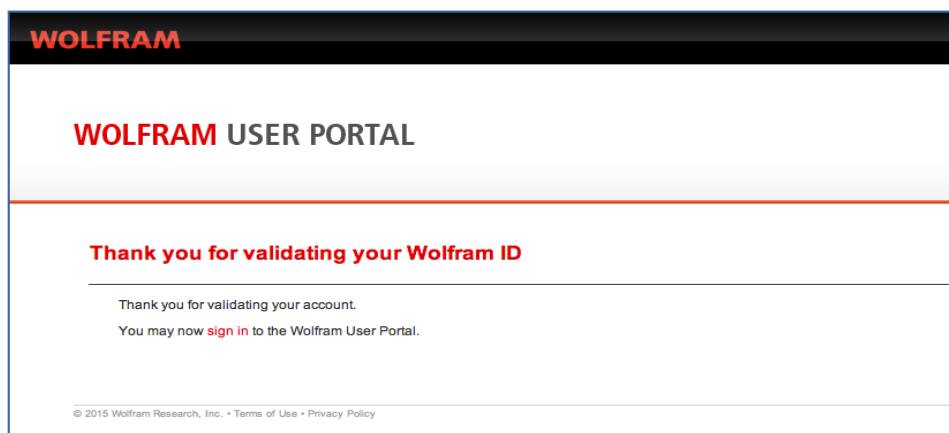 WOLFRAM
WOLFRAM USER PORTAL
Thank you for validating your Wolfram ID
Thank you for validating your account.
You may now sign in to the Wolfram User Portal.
© 2015 Wolfram Research, Inc. • Terms of Use • Privacy Policy